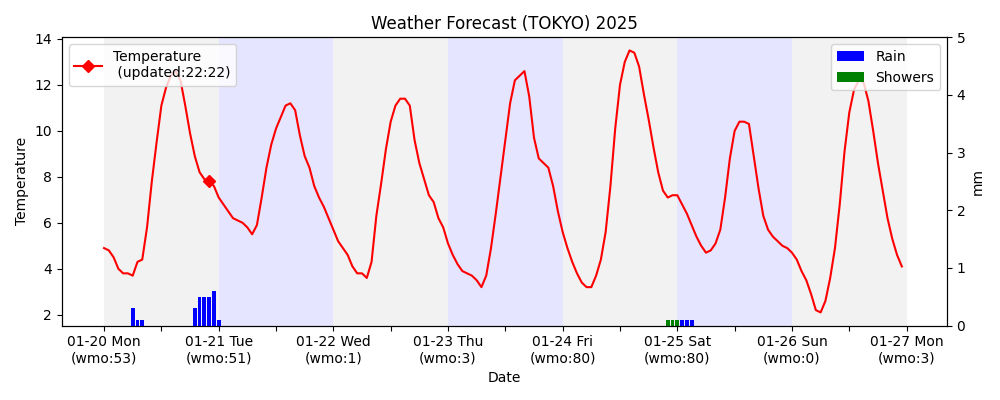 Weather Forecast (TOKYO) 2025
Temperature
(updated:22:22)
Rain
Showers
14
12
10
8
6
4
2
Temperature
5
4
3
2
1
0
mm
01-20 Mon 01-21 Tue 01-22 Wed 01-23 Thu 01-24 Fri 01-25 Sat 01-26 Sun 01-27 Mon
(wmo:53) (wmo:51) (wmo:1) (wmo:3) (wmo:80) (wmo:80) (wmo:0) (wmo:3)
Date